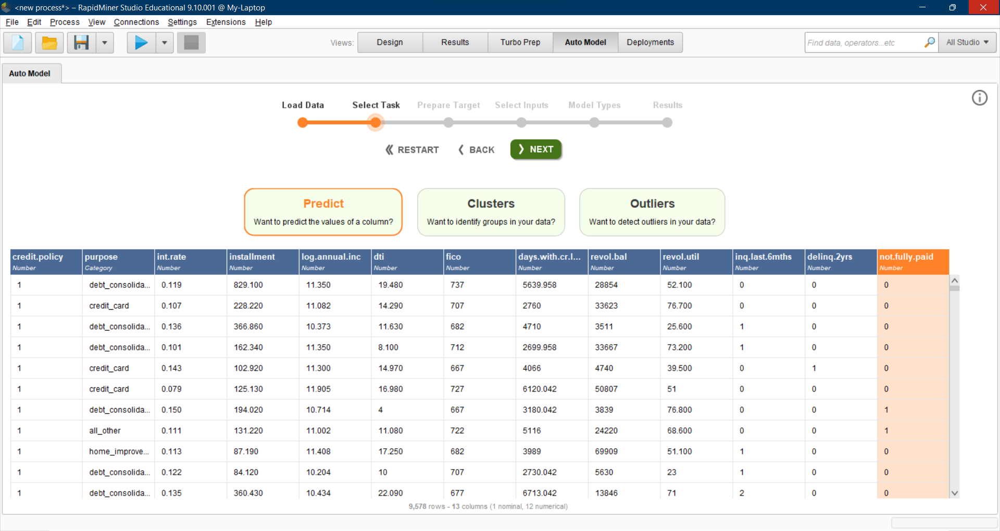 <new process*> – RapidMiner Studio Educational 9.10.001 @ My-Laptop
File Edit Process View Connections Settings Extensions Help
Views: Design Results Turbo Prep Auto Model Deployments Find data, operators...etc All Studio
Auto Model
Load Data Select Task Prepare Target Select Inputs Model Types Results
RESTART BACK NEXT
Predict Clusters Outliers
Want to predict the values of a column? Want to identify groups in your data? Want to detect outliers in your data?
credit.policy purpose int.rate installment log.annual.inc dti fico days.with.cr.l... revol.bal revol.util inq.last.6mths delinq.2yrs not.fully.paid
Number Category Number Number Number Number Number Number Number Number Number Number Number
1 debt_consolida... 0.119 829.100 11.350 19.480 737 5639.958 28854 52.100 0 0 0
1 credit_card 0.107 228.220 11.082 14.290 707 2760 33623 76.700 0 0 0
1 debt_consolida... 0.136 366.860 10.373 11.630 682 4710 3511 25.600 1 0 0
1 debt_consolida... 0.101 162.340 11.350 8.100 712 2699.958 33667 73.200 1 0 0
1 credit_card 0.143 102.920 11.300 14.970 667 4066 4740 39.500 0 1 0
1 credit_card 0.079 125.130 11.905 16.980 727 6120.042 50807 51 0 0 0
1 debt_consolida... 0.150 194.020 10.714 4 667 3180.042 3839 76.800 0 0 1
1 all_other 0.111 131.220 11.002 11.080 722 5116 24220 68.600 0 0 1
1 home_improve... 0.113 87.190 11.408 17.250 682 3989 69909 51.100 1 0 0
1 debt_consolida... 0.122 84.120 10.204 10 707 2730.042 5630 23 1 0 0
1 debt_consolida... 0.135 360.430 10.434 22.090 677 6713.042 13846 71 2 0 0
9,578 rows - 13 columns (1 nominal, 12 numerical)